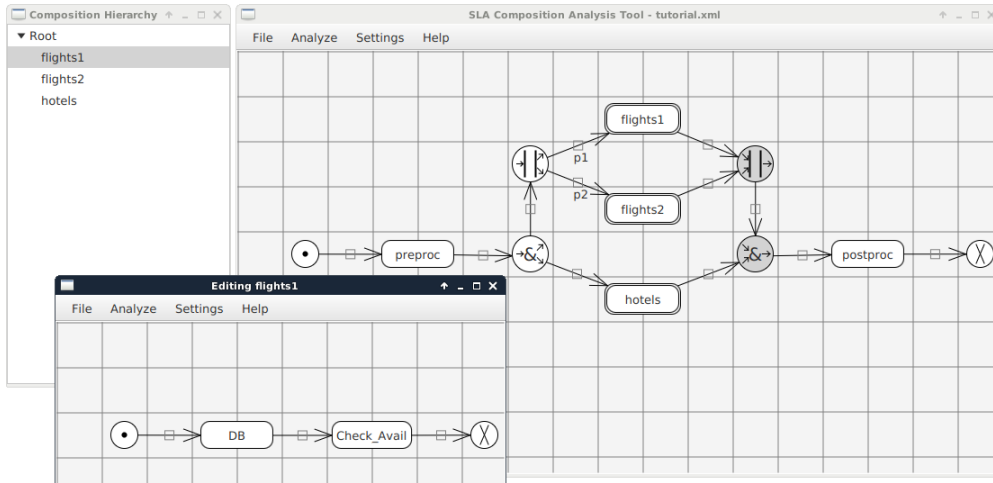 Composition Hierarchy
Root
flights1
flights2
hotels
SLA Composition Analysis Tool - tutorial.xml
File Analyze Settings Help
flights1
p1
p2
flights2
preproc
&
&
postproc
hotels
Editing flights1
File Analyze Settings Help
DB
Check_Avail